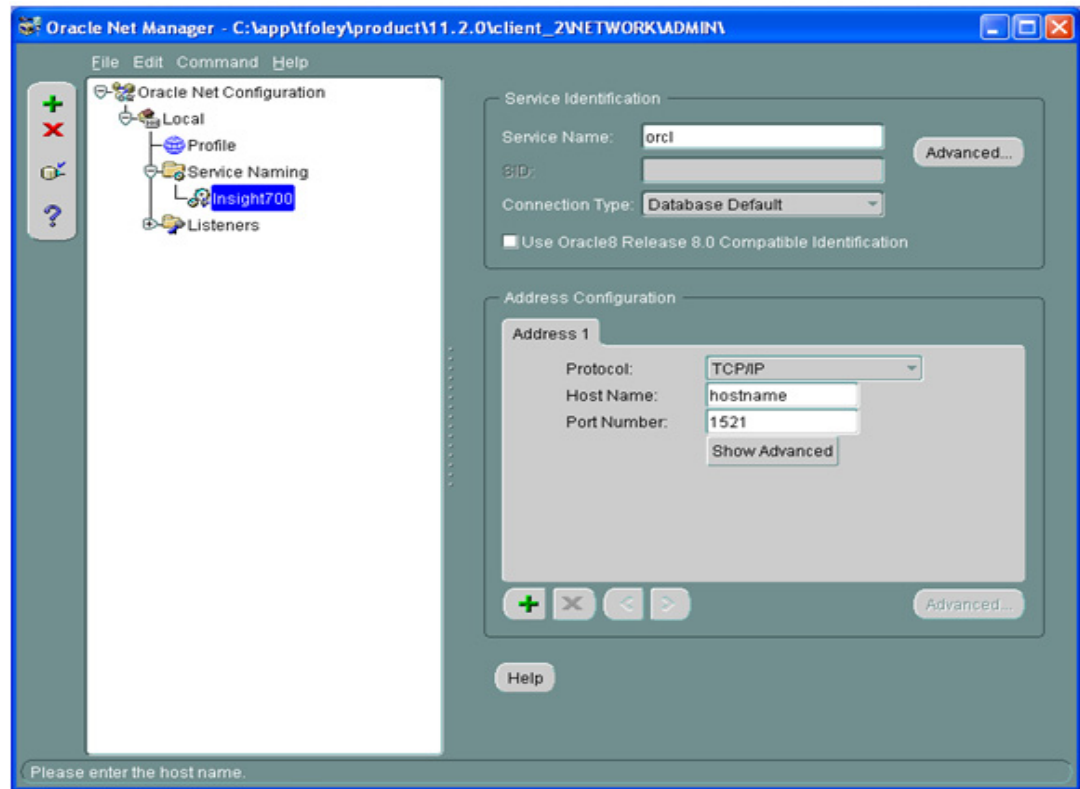 Oracle Net Manager - C:\app\tfoley\product\11.2.0\client_2\NETWORK\ADMIN\
File Edit Command Help
Oracle Net Configuration
Local
Profile
Service Naming
Insight700
Listeners
Service Identification
Service Name: orcl
Advanced...
SID:
Connection Type: Database Default
Use Oracle8 Release 8.0 Compatible Identification
Address Configuration
Address 1
Protocol: TCP/IP
Host Name: hostname
Port Number: 1521
Show Advanced
Advanced...
Help
Please enter the host name.